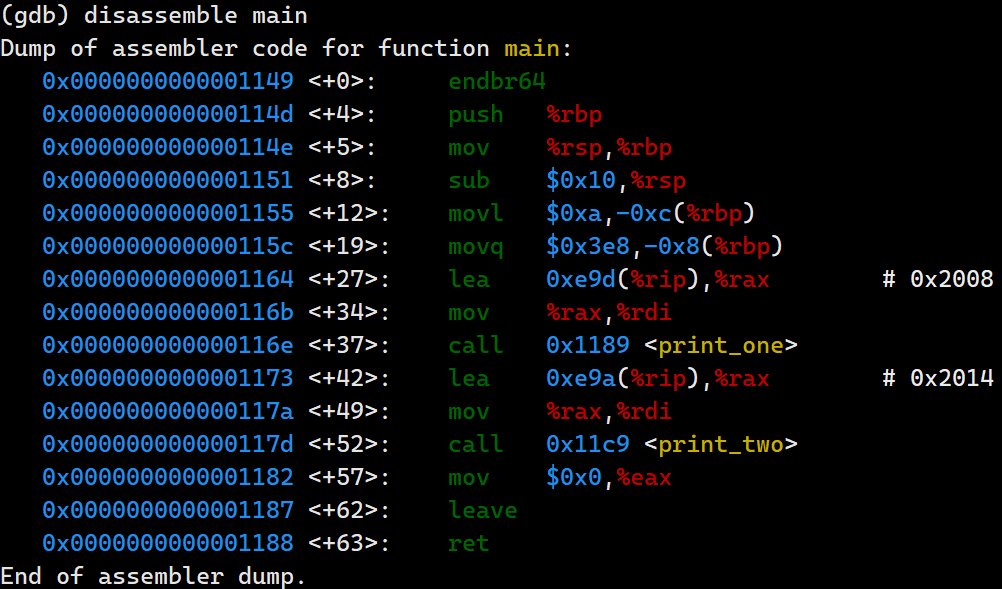 (gdb) disassemble main
Dump of assembler code for function main:
   0x0000000000001149 <+0>:     endbr64
   0x000000000000114d <+4>:     push   %rbp
   0x000000000000114e <+5>:     mov    %rsp,%rbp
   0x0000000000001151 <+8>:     sub    $0x10,%rsp
   0x0000000000001155 <+12>:    movl   $0xa,-0xc(%rbp)
   0x000000000000115c <+19>:    movq   $0x3e8,-0x8(%rbp)
   0x0000000000001164 <+27>:    lea    0xe9d(%rip),%rax        # 0x2008
   0x000000000000116b <+34>:    mov    %rax,%rdi
   0x000000000000116e <+37>:    call   0x1189 <print_one>
   0x0000000000001173 <+42>:    lea    0xe9a(%rip),%rax        # 0x2014
   0x000000000000117a <+49>:    mov    %rax,%rdi
   0x000000000000117d <+52>:    call   0x11c9 <print_two>
   0x0000000000001182 <+57>:    mov    $0x0,%eax
   0x0000000000001187 <+62>:    leave
   0x0000000000001188 <+63>:    ret
End of assembler dump.